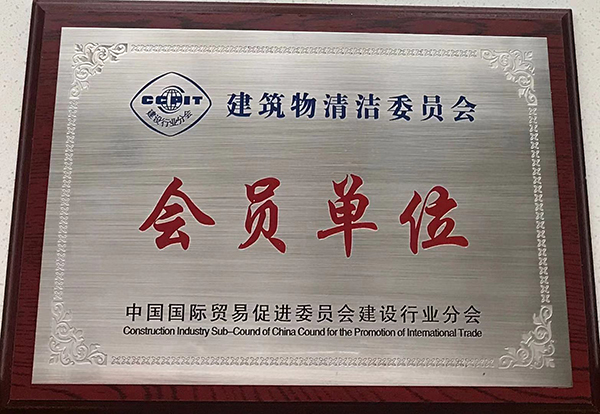 CCPIT
建设行业分会
建筑物清洁委员会
会员单位
中国国际贸易促进委员会建设行业分会
Construction Industry Sub-Cound of China Cound for the Promotion of International Trade